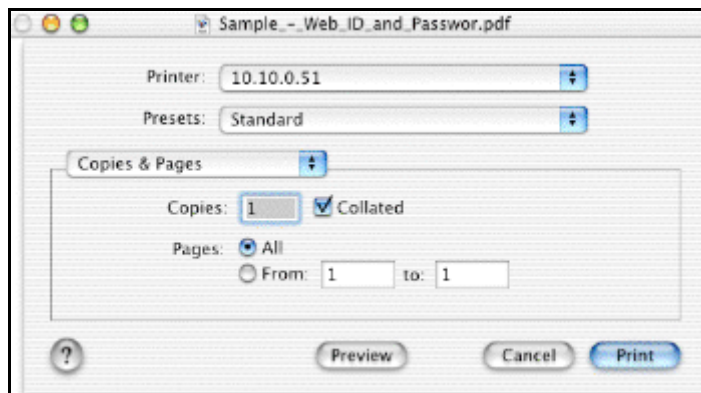 Sample_-_Web_ID_and_Passwor.pdf
Printer: 10.10.0.51
Presets: Standard
Copies & Pages
Copies: 1 Collated
Pages: All
From: 1 to: 1
? Preview Cancel Print